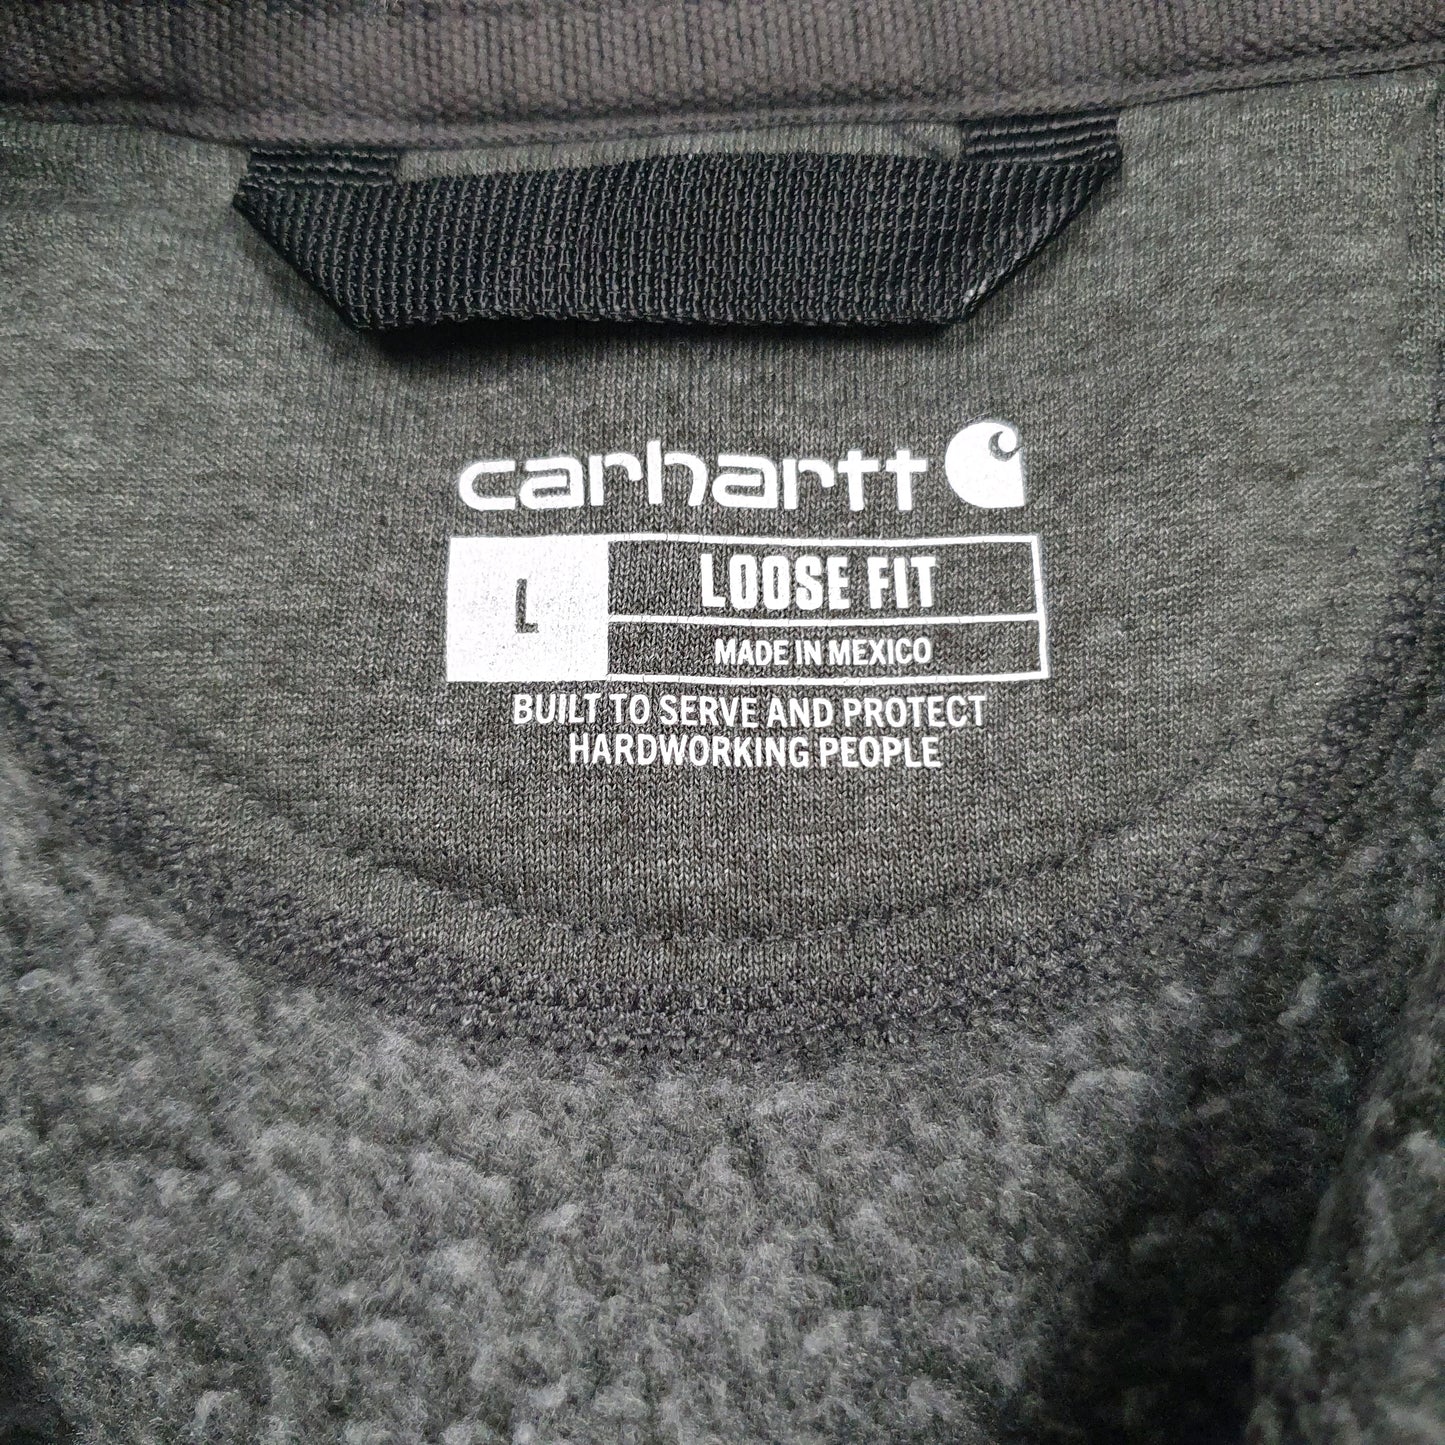 carhartt
L
LOOSE FIT
MADE IN MEXICO
BUILT TO SERVE AND PROTECT
HARDWORKING PEOPLE